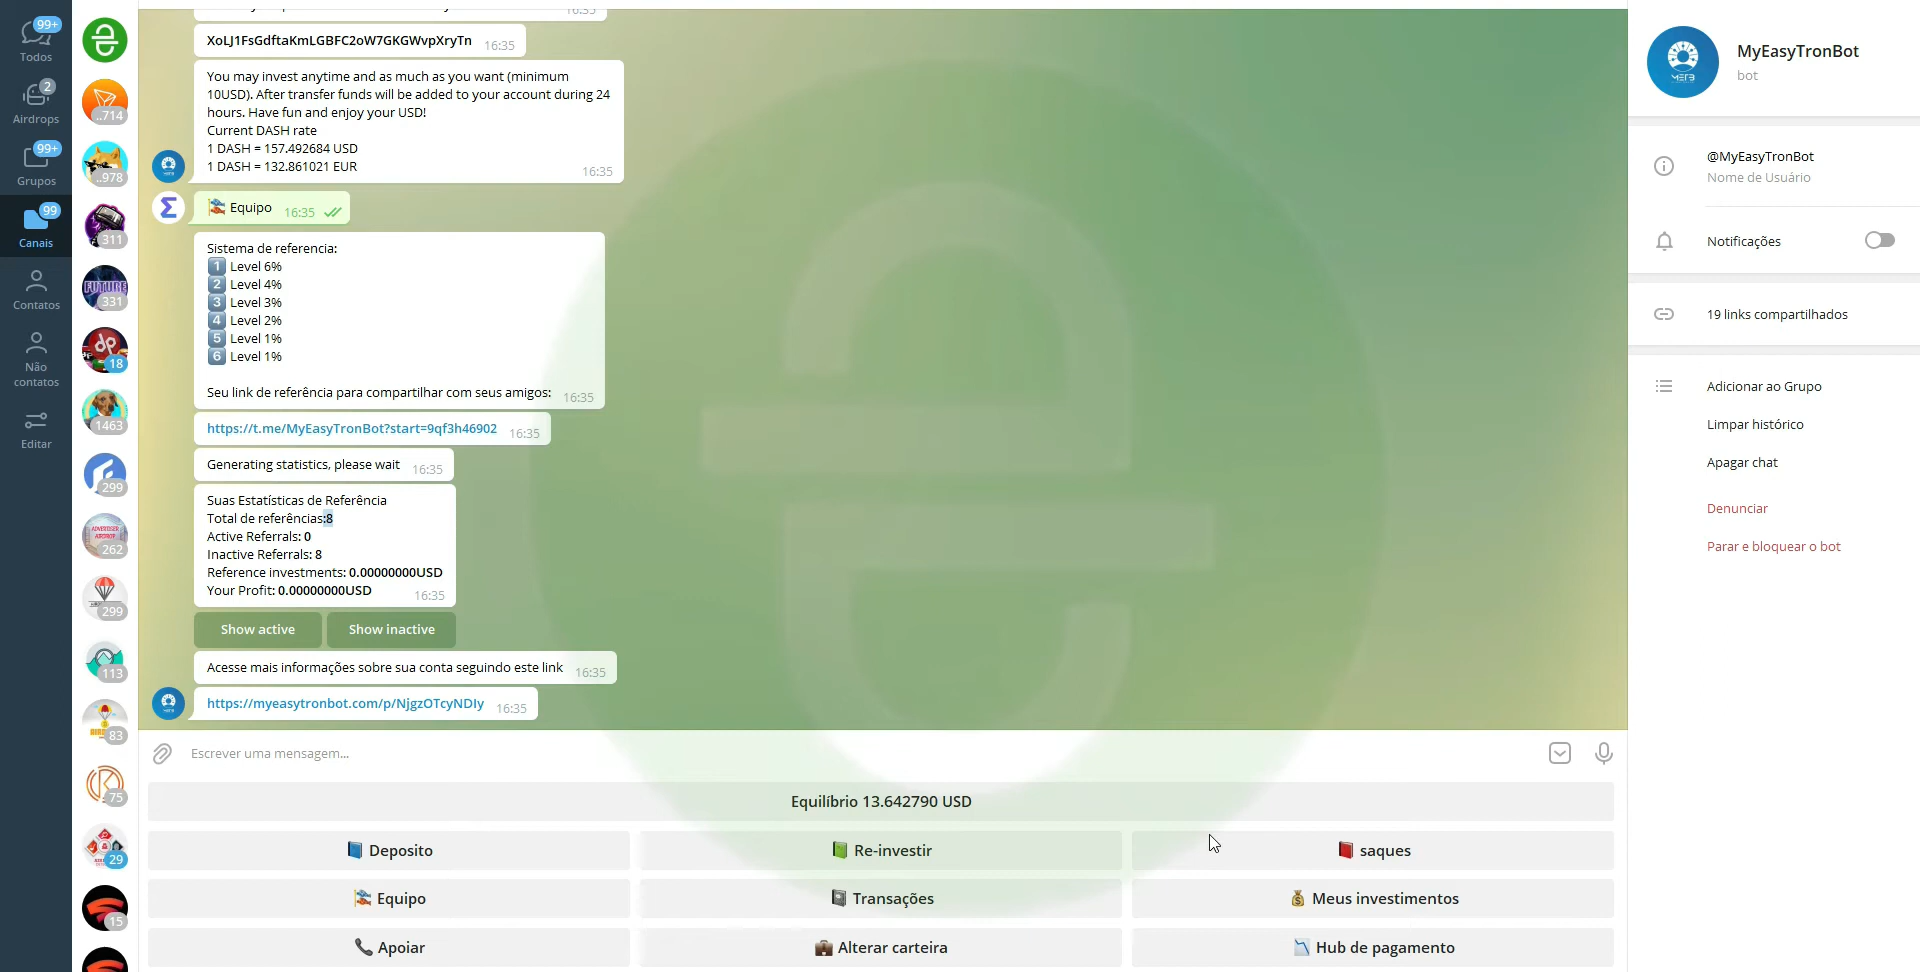 99+
Todos
2
Airdrops
99+
Grupos
99
Canais
Contatos
Não
contatos
Editar
..714
..978
311
FUTURE
331
dp
18
1463
299
ADVERTISER
AIRDROP
262
299
113
83
75
29
15
16:35
XoLJ1FsGdftaKmLGBFC2oW7GKGWvpXryTn 16:35
You may invest anytime and as much as you want (minimum
10USD). After transfer funds will be added to your account during 24
hours. Have fun and enjoy your USD!
Current DASH rate
1 DASH = 157.492684 USD
1 DASH = 132.861021 EUR
16:35
Equipo 16:35
Sistema de referencia:
1 Level 6%
2 Level 4%
3 Level 3%
4 Level 2%
5 Level 1%
6 Level 1%
Seu link de referência para compartilhar com seus amigos: 16:35
https://t.me/MyEasyTronBot?start=9qf3h46902 16:35
Generating statistics, please wait 16:35
Suas Estatísticas de Referência
Total de referências:8
Active Referrals: 0
Inactive Referrals: 8
Reference investments: 0.00000000USD
Your Profit: 0.00000000USD 16:35
Show active Show inactive
Acesse mais informações sobre sua conta seguindo este link 16:35
https://myeasytronbot.com/p/NjgzOTcyNDIy 16:35
Escrever uma mensagem...
Equilíbrio 13.642790 USD
Deposito Re-investir saques
Equipo Transações Meus investimentos
Apoiar Alterar carteira Hub de pagamento
MyEasyTronBot
bot
@MyEasyTronBot
Nome de Usuário
Notificações
19 links compartilhados
Adicionar ao Grupo
Limpar histórico
Apagar chat
Denunciar
Parar e bloquear o bot